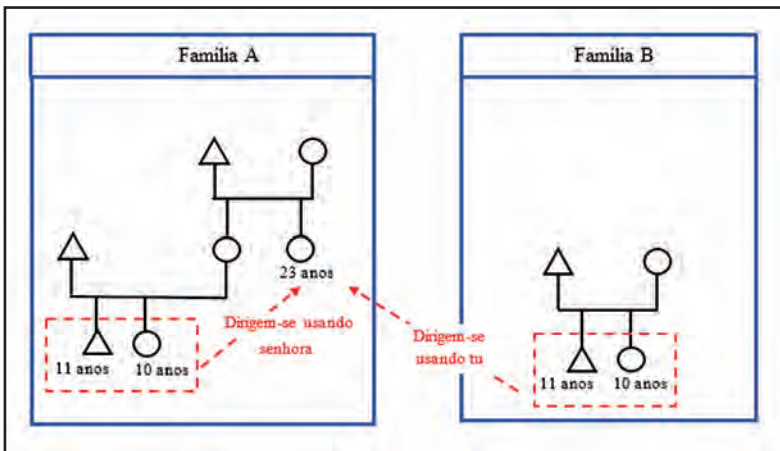 Família A
Família B
23 anos
Dirigem-se usando
senhora
11 anos
10 anos
Dirigem-se
usando tu
11 anos
10 anos